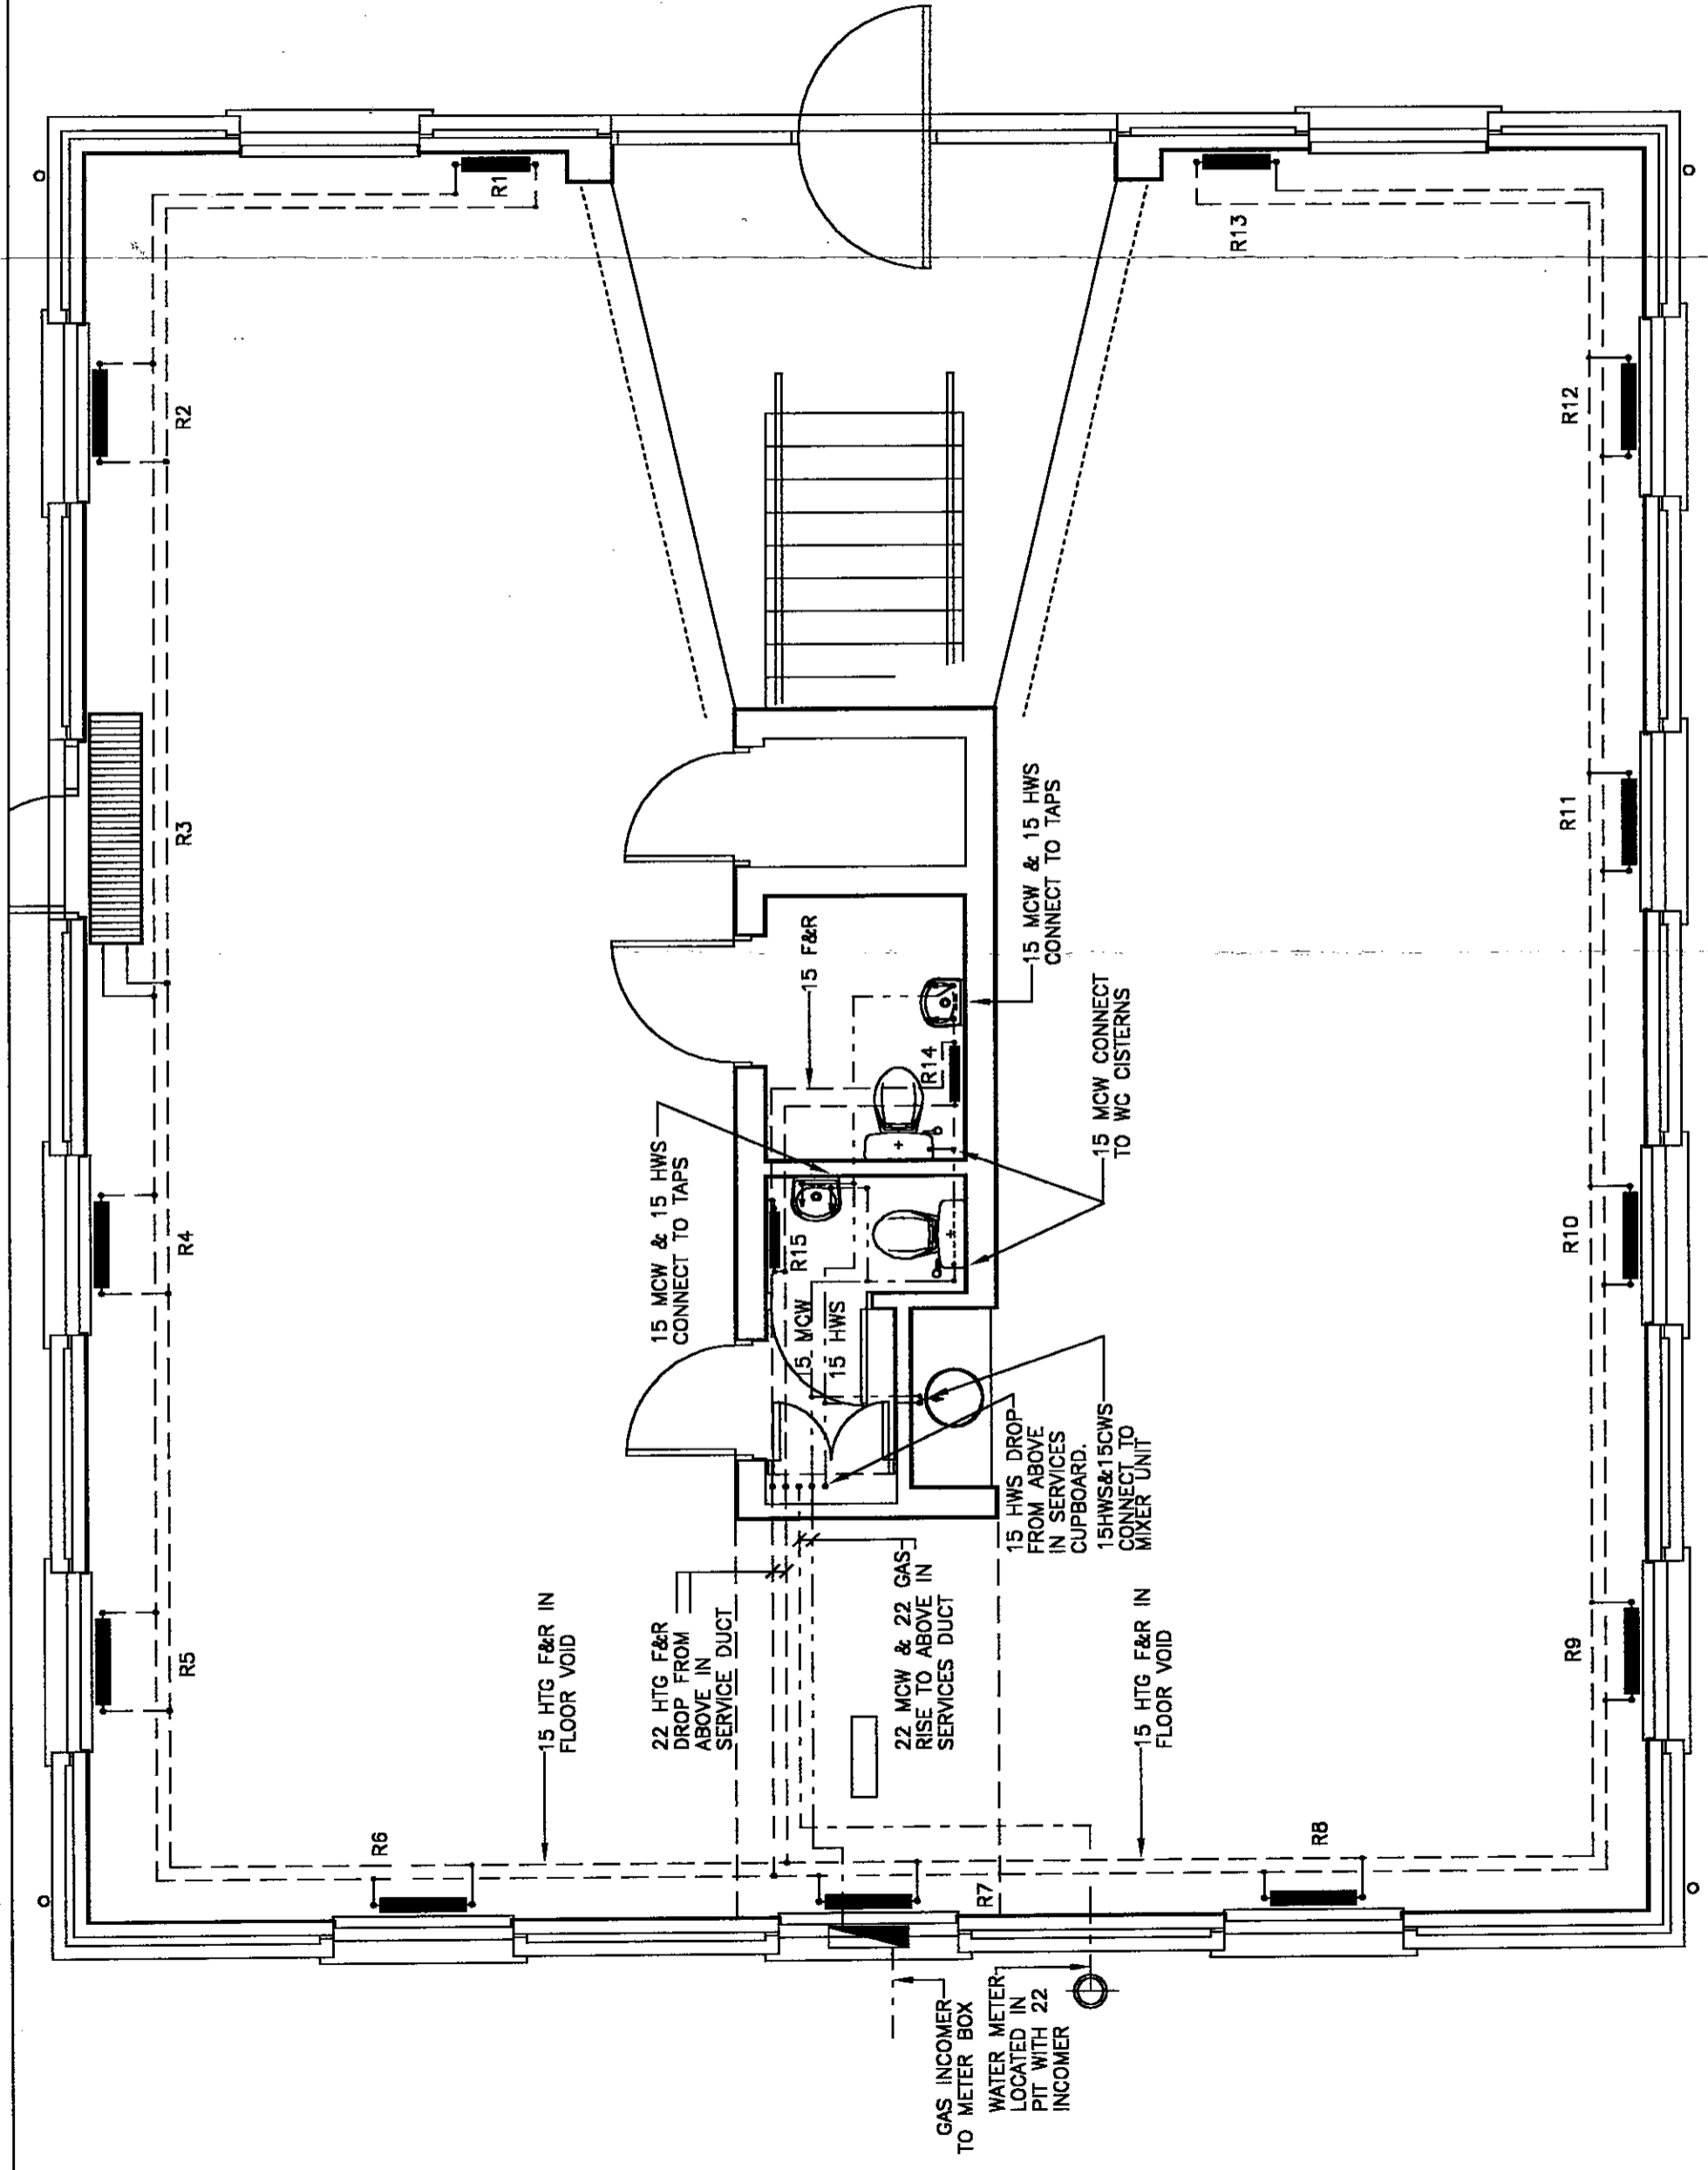 R1
R2
R3
R4
R5
R6
R7
R8
R9
R10
R11
R12
R13
R14
R15
15 F&R
15 MCW & 15 HWS
CONNECT TO TAPS
15 MCW & 15 HWS
CONNECT TO TAPS
15 MCW CONNECT
TO WC CISTERNS
15 MCW
15 HWS
15 HWS DROP
FROM ABOVE
IN SERVICES
CUPBOARD.
15HWS&15CWS
CONNECT TO
MIXER UNIT
15 HTG F&R IN
FLOOR VOID
22 HTG F&R
DROP FROM
ABOVE IN
SERVICE DUCT
22 MCW & 22 GAS
RISE TO ABOVE IN
SERVICES DUCT
15 HTG F&R IN
FLOOR VOID
GAS INCOMER
TO METER BOX
WATER METER
LOCATED IN
PIT WITH 22
INCOMER